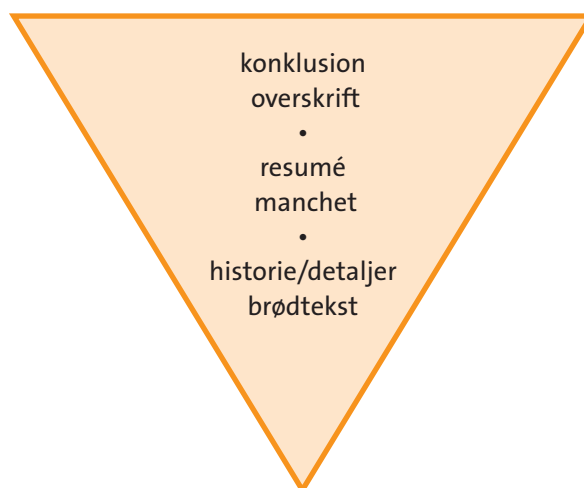 konklusion
overskrift
•
resumé
manchet
•
historie/detaljer
brødtekst